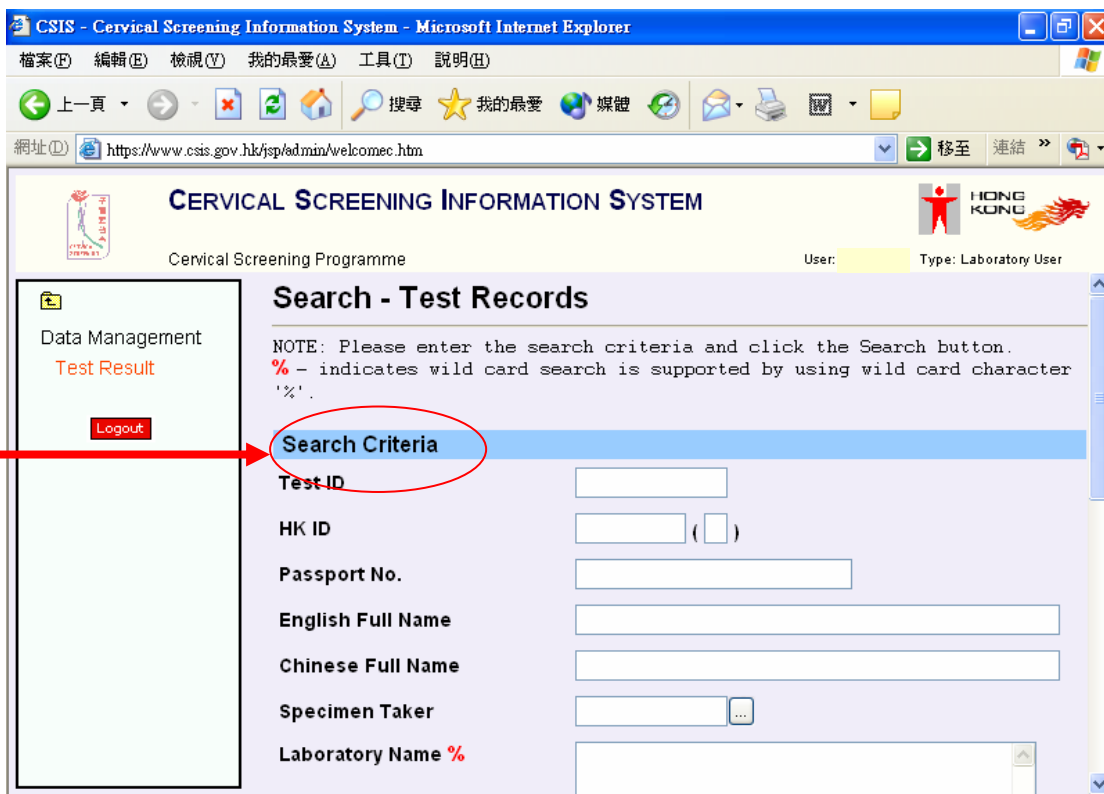 CSIS - Cervical Screening Information System - Microsoft Internet Explorer
檔案(F) 編輯(E) 檢視(V) 我的最愛(A) 工具(T) 說明(H)
上一頁 搜尋 我的最愛 媒體
網址(D) https://www.csis.gov.hk/jsp/admin/welcomec.htm 移至 連結 »
CERVICAL SCREENING INFORMATION SYSTEM
HONG
KONG
Cervical Screening Programme User: Type: Laboratory User
Data Management
Test Result
Logout
Search - Test Records
NOTE: Please enter the search criteria and click the Search button.
% – indicates wild card search is supported by using wild card character
'%'.
Search Criteria
Test ID
HK ID ( )
Passport No.
English Full Name
Chinese Full Name
Specimen Taker ...
Laboratory Name %